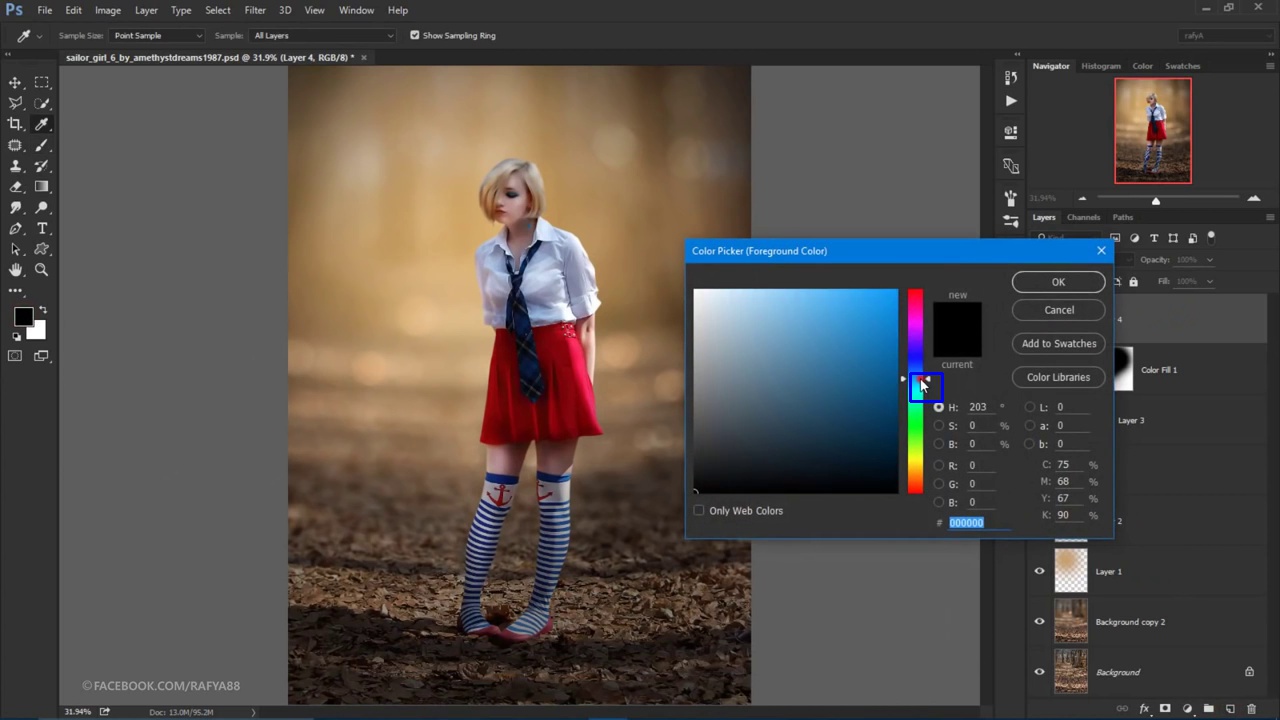 Ps File Edit Image Layer Type Select Filter 3D View Window Help
Sample Size: Point Sample Sample: All Layers Show Sampling Ring rafyA
sailor_girl_6_by_amethystdreams1987.psd @ 31.9% (Layer 4, RGB/8) * ×
Navigator Histogram Color Swatches
31.94%
Layers Channels Paths
Opacity: 100%
Fill: 100%
Color Picker (Foreground Color)
new
current
OK
Cancel
Add to Swatches
Color Libraries
H: 203 °
S: 0 %
B: 0 %
R: 0
G: 0
B: 0
L: 0
a: 0
b: 0
C: 75 %
M: 68 %
Y: 67 %
K: 90 %
# 000000
Only Web Colors
4
Color Fill 1
Layer 3
2
Layer 1
Background copy 2
Background
©FACEBOOK.COM/RAFYA88
31.94% Doc: 13.0M/95.2M